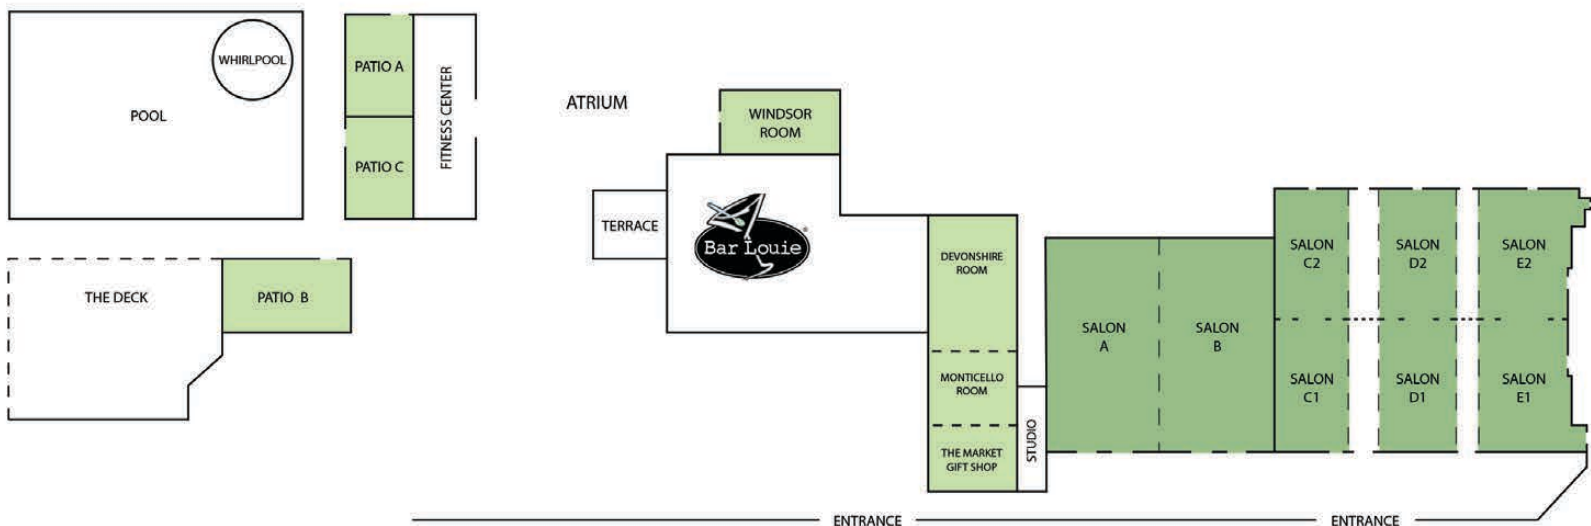 WHIRLPOOL
POOL
PATIO A
PATIO C
FITNESS CENTER
THE DECK
PATIO B
ATRIUM
WINDSOR
ROOM
TERRACE
Bar Louie®
DEVONSHIRE
ROOM
MONTICELLO
ROOM
THE MARKET
GIFT SHOP
STUDIO
SALON
A
SALON
B
SALON
C2
SALON
D2
SALON
E2
SALON
C1
SALON
D1
SALON
E1
ENTRANCE
ENTRANCE